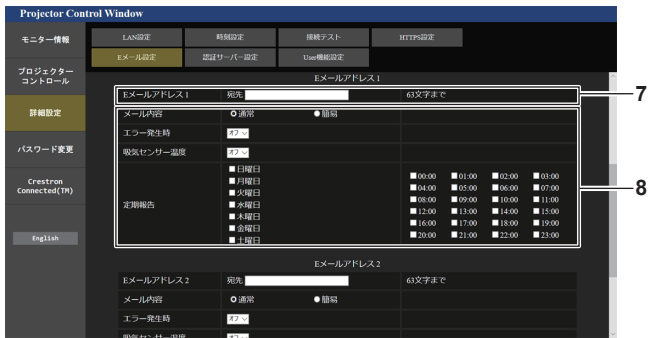 Projector Control Window
モニター情報
プロジェクター
コントロール
詳細設定
パスワード変更
Crestron
Connected(TM)
English
LAN設定 時刻設定 接続テスト HTTPS設定
Eメール設定 認証サーバー設定 User機能設定
Eメールアドレス 1
Eメールアドレス 1 宛先 63文字まで
7
メール内容 通常 簡易
エラー発生時 オフ
吸気センサー温度 オフ
定期報告
日曜日
月曜日
火曜日
水曜日
木曜日
金曜日
土曜日
00:00 01:00 02:00 03:00
04:00 05:00 06:00 07:00
08:00 09:00 10:00 11:00
12:00 13:00 14:00 15:00
16:00 17:00 18:00 19:00
20:00 21:00 22:00 23:00
8
Eメールアドレス 2
Eメールアドレス 2 宛先 63文字まで
メール内容 通常 簡易
エラー発生時 オフ
吸気センサー温度 オフ